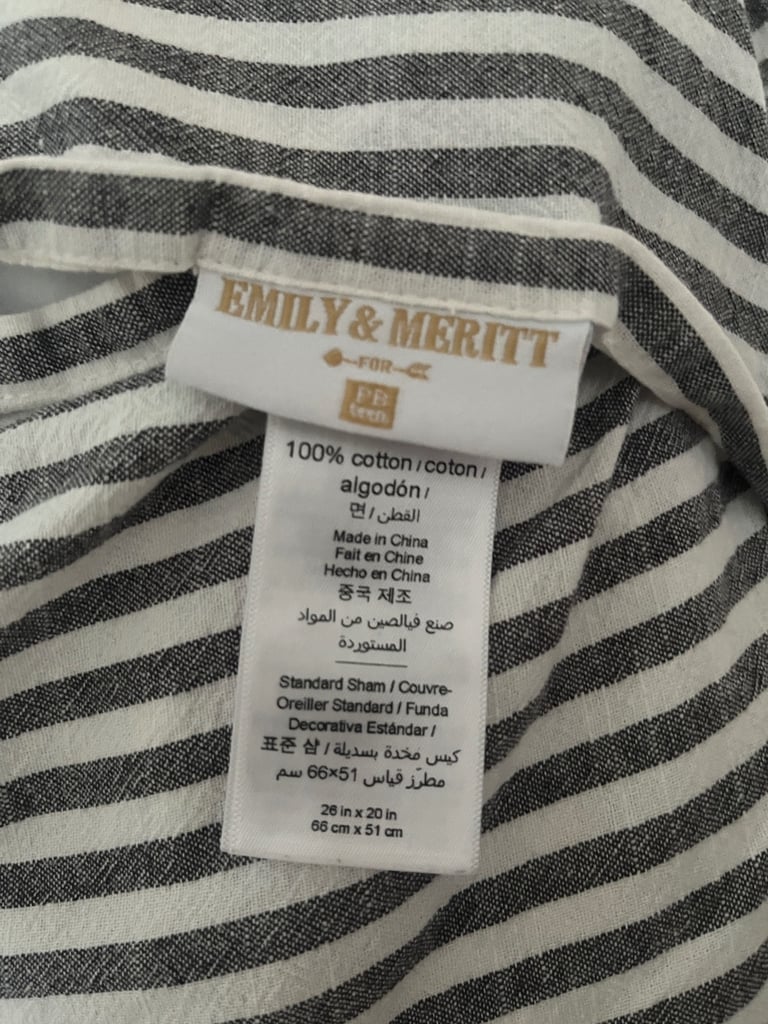 EMILY & MERITT
FOR
PB
teen
100% cotton / coton /
algodón /
면 / القطن
Made in China
Fait en Chine
Hecho en China
중국 제조
صنع فيالصين من المواد
المستوردة
Standard Sham / Couvre-
Oreiller Standard / Funda
Decorativa Estándar /
표준 샴 / كيس مخدة بسديلة
مطرّز قياس 51×66 سم
26 in x 20 in
66 cm x 51 cm